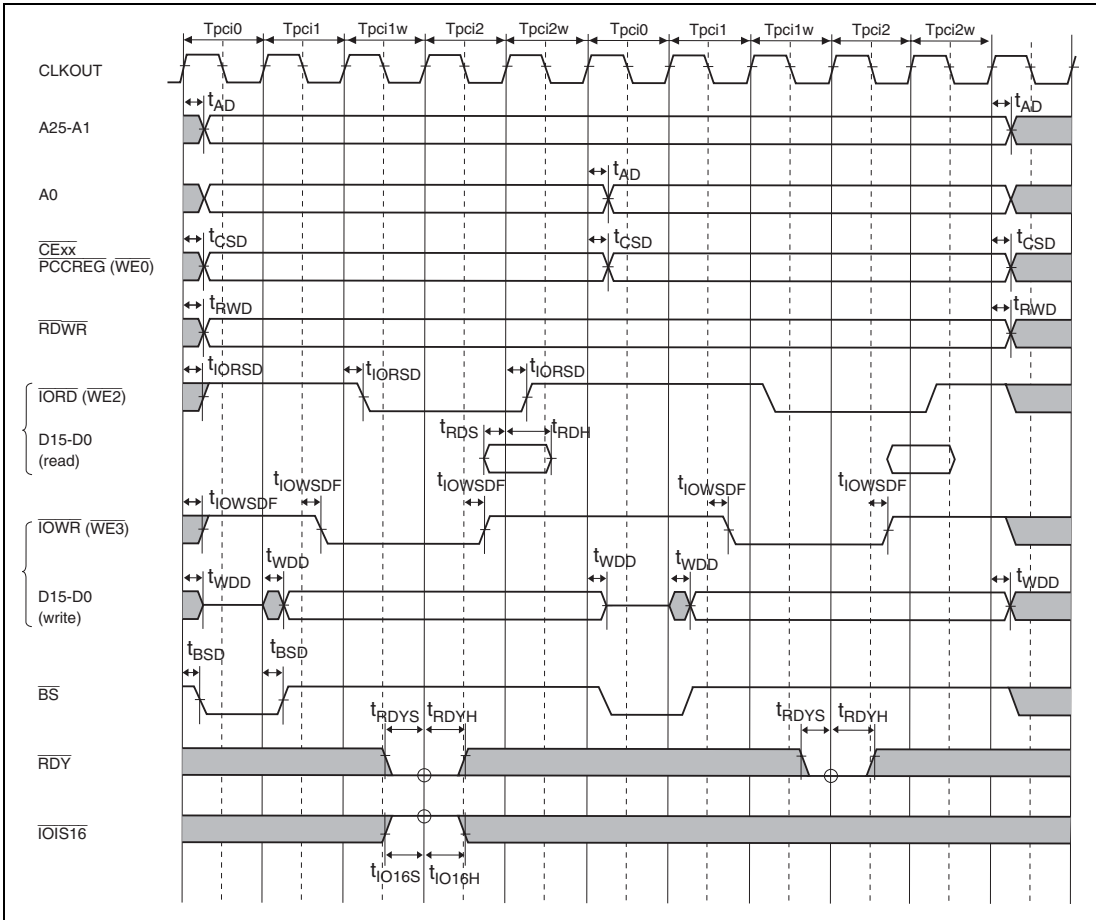 Tpci0 Tpci1 Tpci1w Tpci2 Tpci2w Tpci0 Tpci1 Tpci1w Tpci2 Tpci2w
CLKOUT
tAD tAD
A25-A1
tAD
A0
tCSD tCSD tCSD
CExx
PCCREG (WE0)
tRWD tRWD
RDWR
tIORSD tIORSD tIORSD
IORD (WE2)
tRDS tRDH
D15-D0
(read)
tIOWSDF tIOWSDF tIOWSDF tIOWSDF
IOWR (WE3)
tWDD tWDD tWDD tWDD tWDD
D15-D0
(write)
tBSD tBSD
BS
tRDYS tRDYH tRDYS tRDYH
RDY
IOIS16
tIO16S tIO16H